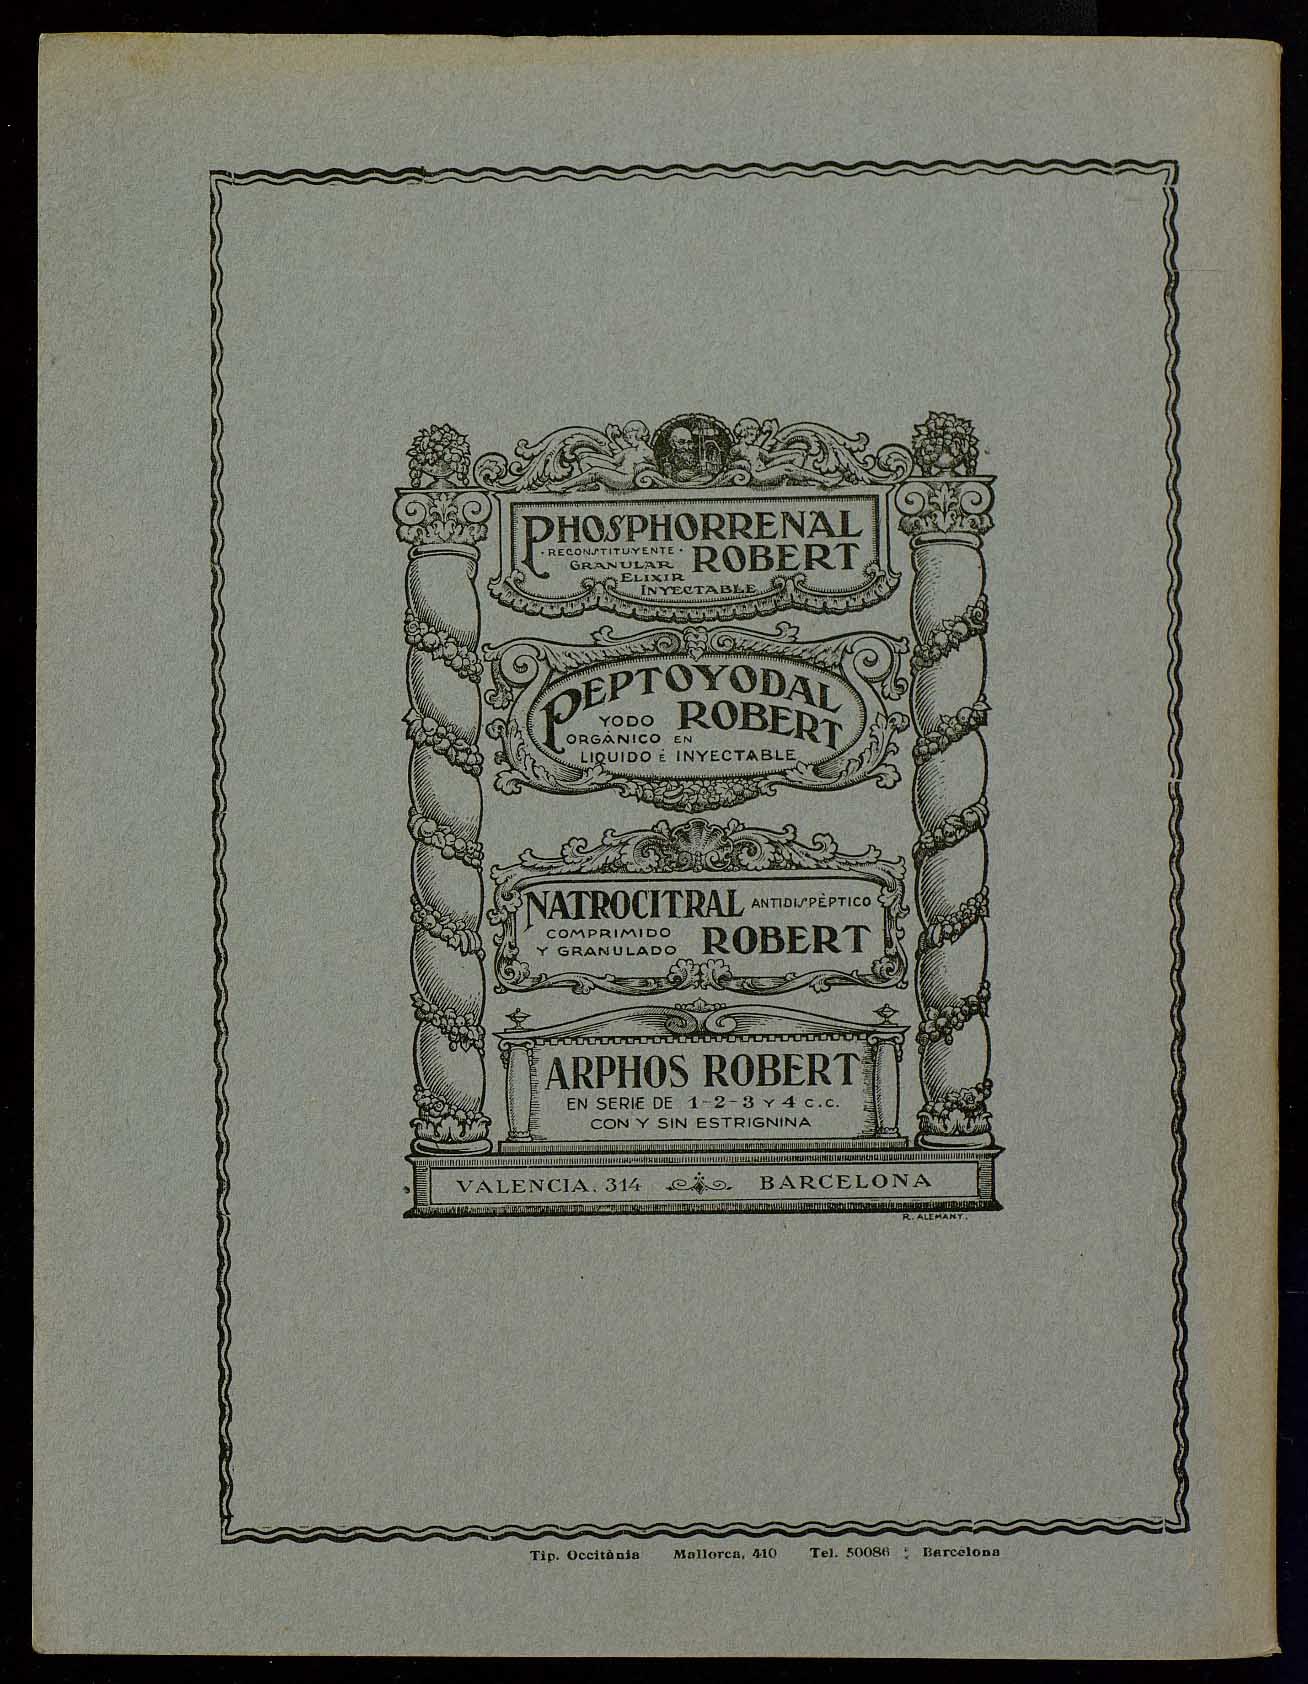 PHOSPHORRENAL
· RECONSTITUYENTE · ROBERT
GRANULAR
ELIXIR
INYECTABLE
PEPTOYODAL
YODO ROBERT
ORGÁNICO EN
LIQUIDO É INYECTABLE
NATROCITRAL ANTIDISPÈPTICO
COMPRIMIDO
Y GRANULADO ROBERT
ARPHOS ROBERT
EN SERIE DE 1-2-3 Y 4 C.C.
CON Y SIN ESTRIGNINA
VALENCIA, 314 BARCELONA
R. ALEMANY.
Tip. Occitània Mallorca, 410 Tel. 50086 : Barcelona